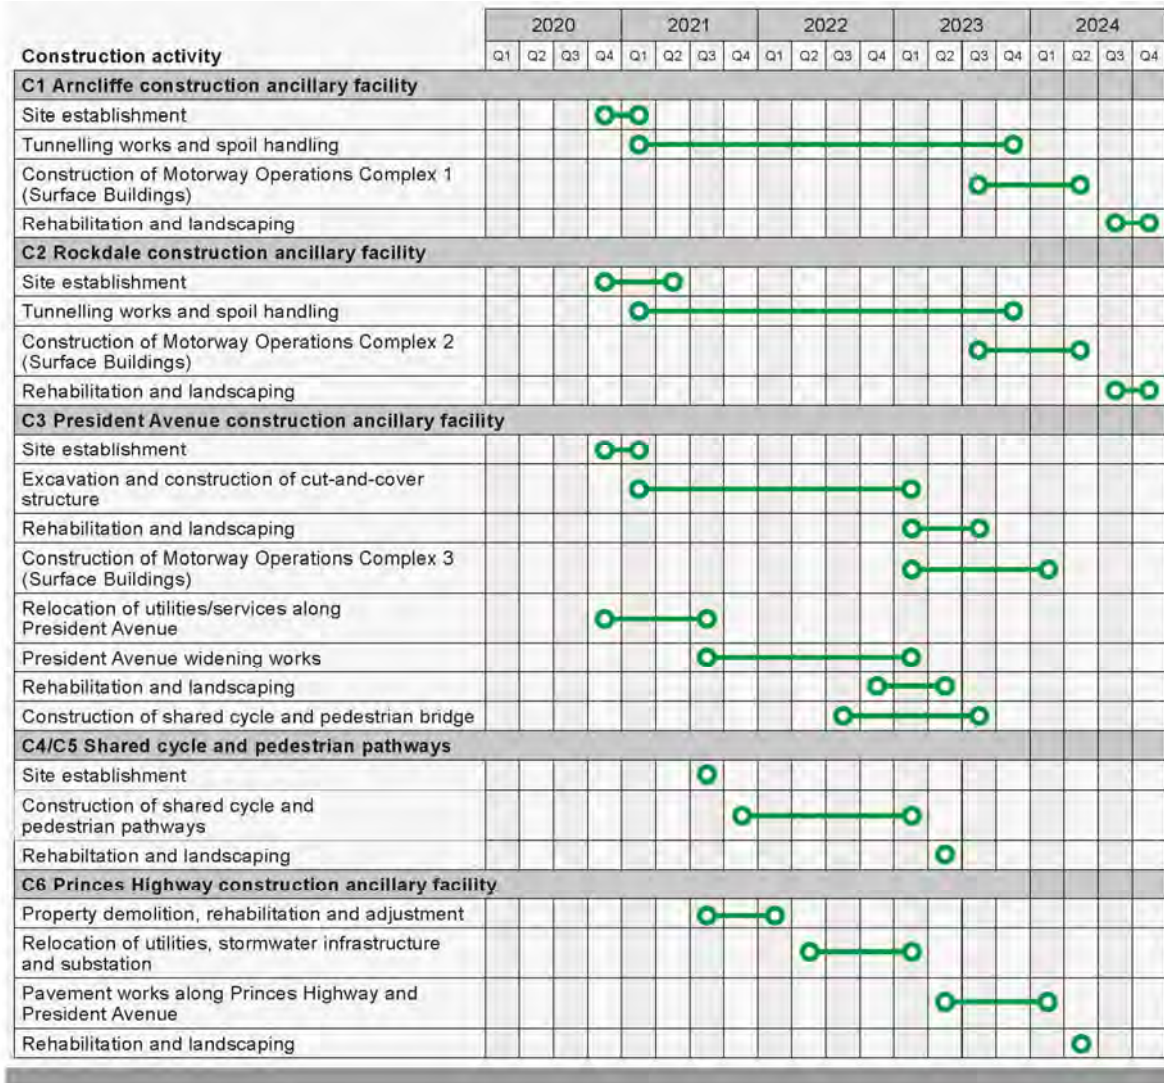 2020 2021 2022 2023 2024
Construction activity Q1 Q2 Q3 Q4 Q1 Q2 Q3 Q4 Q1 Q2 Q3 Q4 Q1 Q2 Q3 Q4 Q1 Q2 Q3 Q4
C1 Arncliffe construction ancillary facility
Site establishment
Tunnelling works and spoil handling
Construction of Motorway Operations Complex 1
(Surface Buildings)
Rehabilitation and landscaping
C2 Rockdale construction ancillary facility
Site establishment
Tunnelling works and spoil handling
Construction of Motorway Operations Complex 2
(Surface Buildings)
Rehabilitation and landscaping
C3 President Avenue construction ancillary facility
Site establishment
Excavation and construction of cut-and-cover
structure
Rehabilitation and landscaping
Construction of Motorway Operations Complex 3
(Surface Buildings)
Relocation of utilities/services along
President Avenue
President Avenue widening works
Rehabilitation and landscaping
Construction of shared cycle and pedestrian bridge
C4/C5 Shared cycle and pedestrian pathways
Site establishment
Construction of shared cycle and
pedestrian pathways
Rehabiltation and landscaping
C6 Princes Highway construction ancillary facility
Property demolition, rehabilitation and adjustment
Relocation of utilities, stormwater infrastructure
and substation
Pavement works along Princes Highway and
President Avenue
Rehabilitation and landscaping